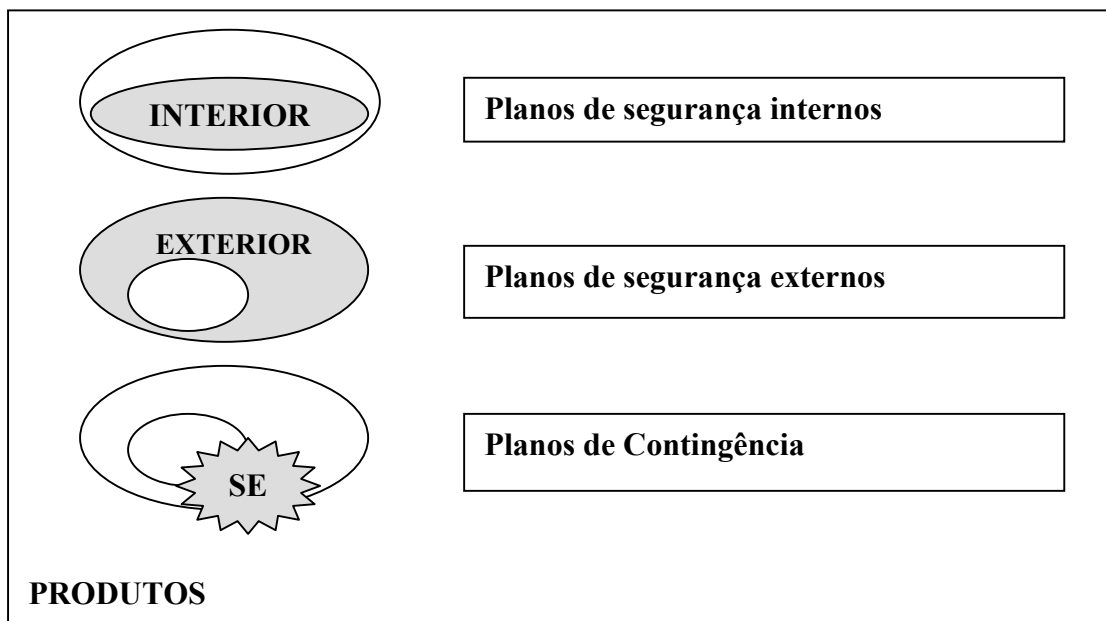 INTERIOR
Planos de segurança internos
EXTERIOR
Planos de segurança externos
SE
Planos de Contingência
PRODUTOS